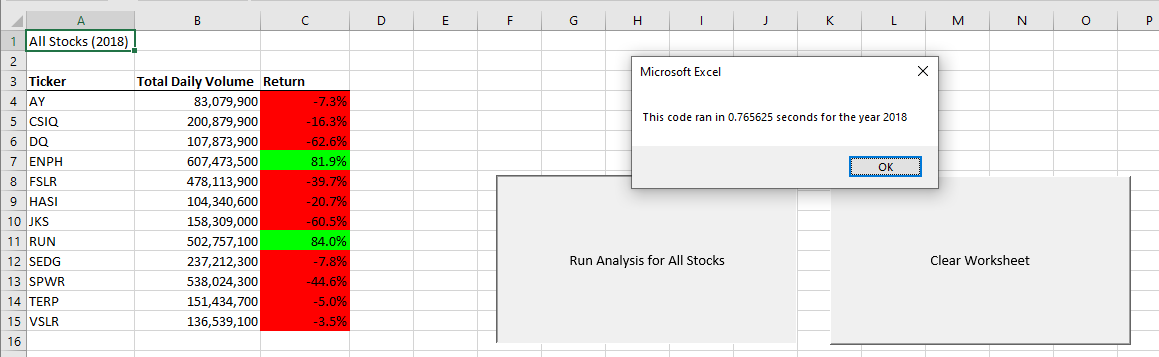 A B C D E F G H I J K L M N O P
1 All Stocks (2018)
2
3 Ticker Total Daily Volume Return
4 AY 83,079,900 -7.3%
5 CSIQ 200,879,900 -16.3%
6 DQ 107,873,900 -62.6%
7 ENPH 607,473,500 81.9%
8 FSLR 478,113,900 -39.7%
9 HASI 104,340,600 -20.7%
10 JKS 158,309,000 -60.5%
11 RUN 502,757,100 84.0%
12 SEDG 237,212,300 -7.8%
13 SPWR 538,024,300 -44.6%
14 TERP 151,434,700 -5.0%
15 VSLR 136,539,100 -3.5%
16
Microsoft Excel
This code ran in 0.765625 seconds for the year 2018
OK
Run Analysis for All Stocks
Clear Worksheet